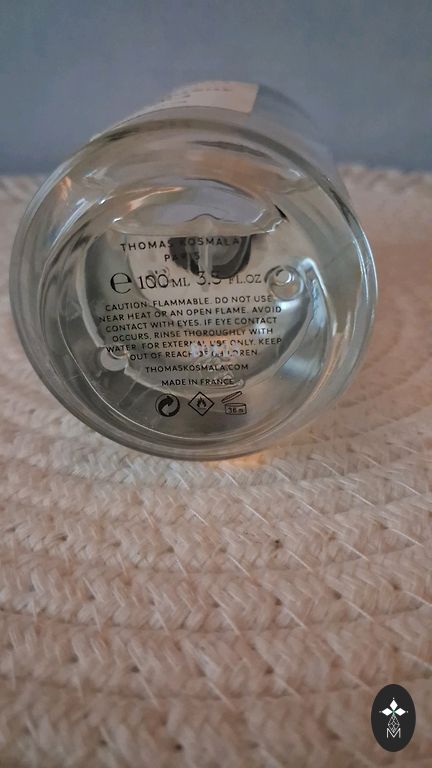 THOMAS KOSMALA
PARIS
e 100 ML 3.3 FL.OZ
CAUTION. FLAMMABLE. DO NOT USE
NEAR HEAT OR AN OPEN FLAME. AVOID
CONTACT WITH EYES. IF EYE CONTACT
OCCURS, RINSE THOROUGHLY WITH
WATER. FOR EXTERNAL USE ONLY. KEEP
OUT OF REACH OF CHILDREN.
THOMASKOSMALA.COM
MADE IN FRANCE
36 M